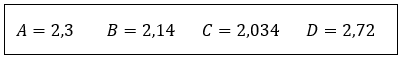 A = 2,3 B = 2,14 C = 2,034 D = 2,72